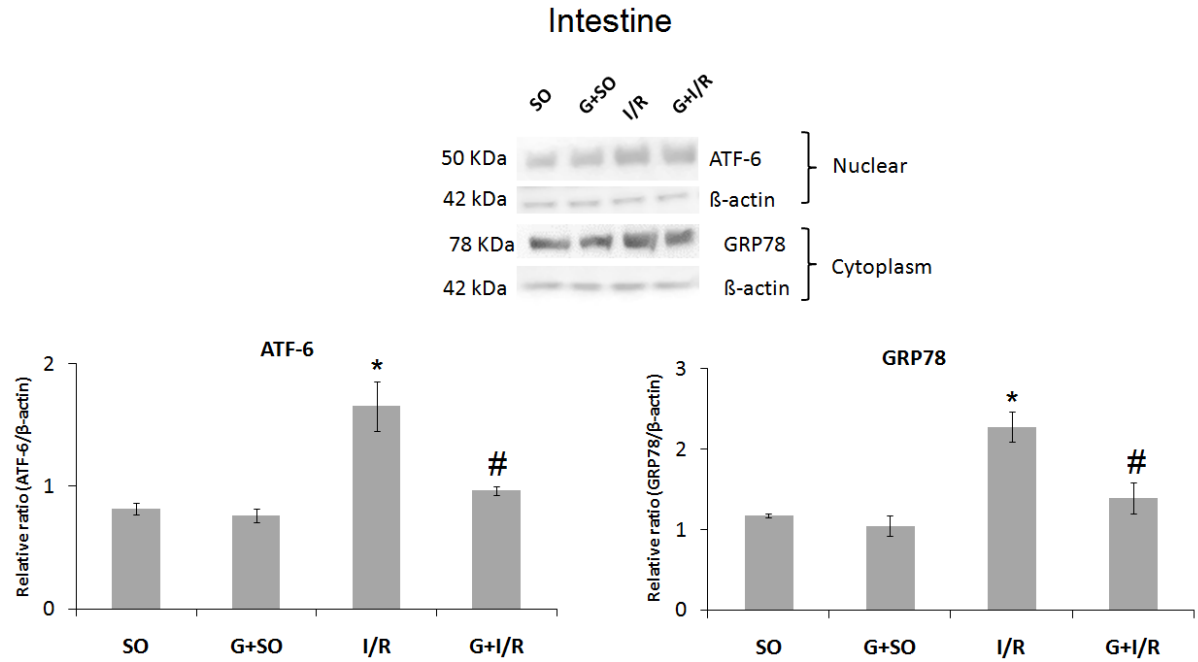 Intestine
SO G+SO I/R G+I/R
50 KDa ATF-6 Nuclear
42 kDa ß-actin
78 KDa GRP78 Cytoplasm
42 kDa ß-actin
ATF-6
Relative ratio (ATF-6/β-actin)
2
1
0
*
#
SO G+SO I/R G+I/R
GRP78
Relative ratio (GRP78/β-actin)
3
2
1
0
*
#
SO G+SO I/R G+I/R